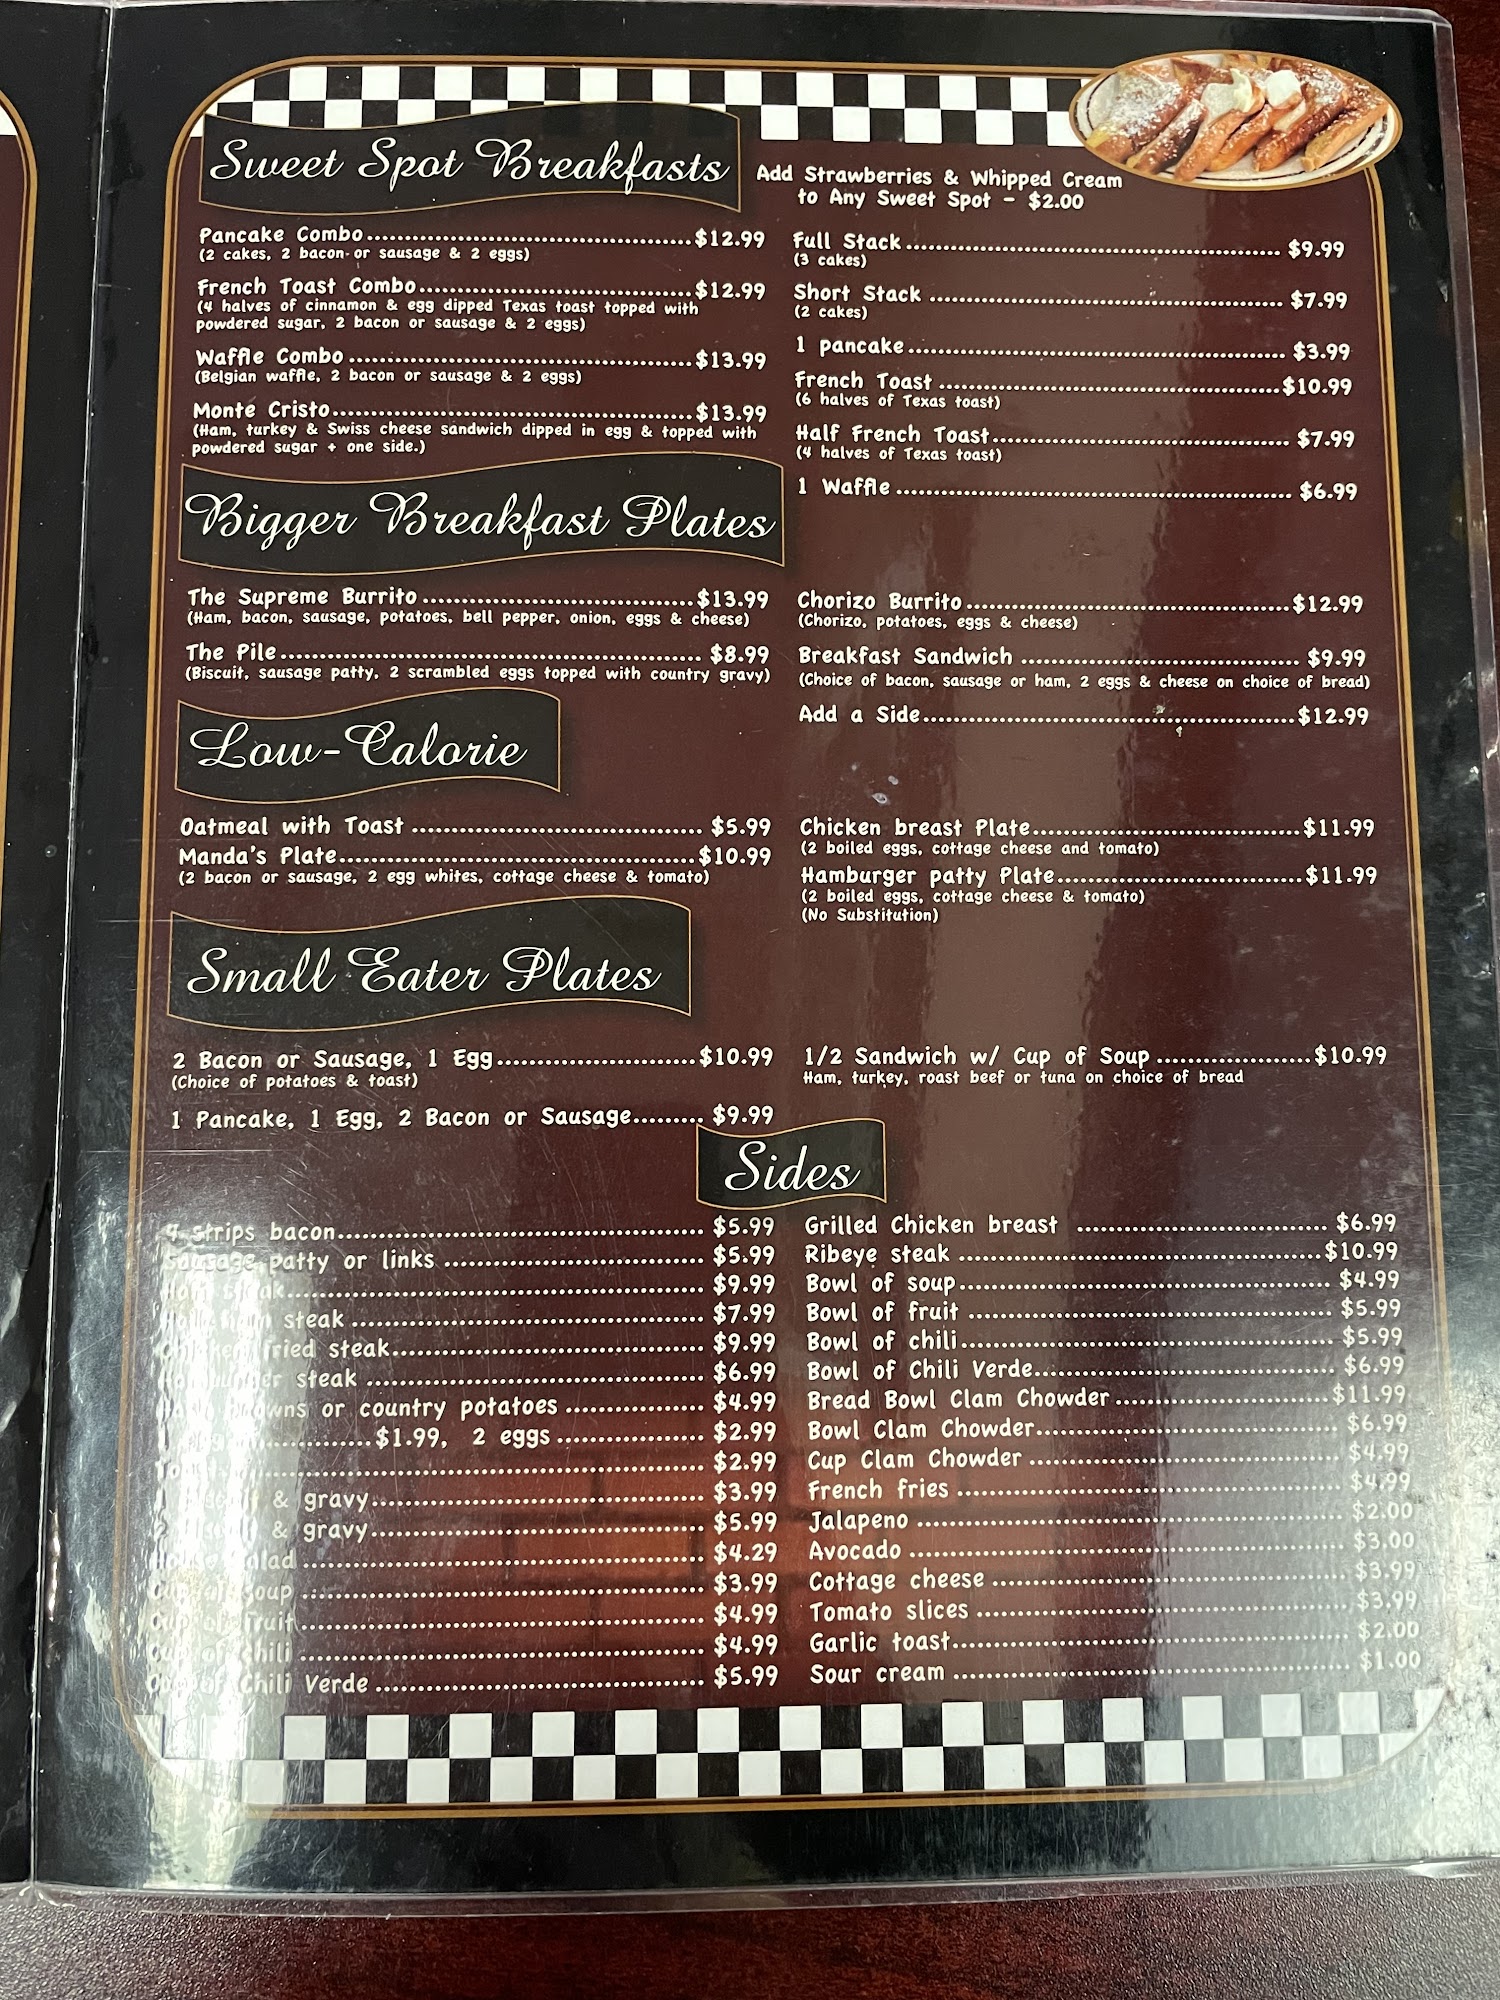 Sweet Spot Breakfasts
Add Strawberries & Whipped Cream
to Any Sweet Spot - $2.00
Pancake Combo $12.99
(2 cakes, 2 bacon or sausage & 2 eggs)
French Toast Combo $12.99
(4 halves of cinnamon & egg dipped Texas toast topped with
powdered sugar, 2 bacon or sausage & 2 eggs)
Waffle Combo $13.99
(Belgian waffle, 2 bacon or sausage & 2 eggs)
Monte Cristo $13.99
(Ham, turkey & Swiss cheese sandwich dipped in egg & topped with
powdered sugar + one side.)
Full Stack $9.99
(3 cakes)
Short Stack $7.99
(2 cakes)
1 pancake $3.99
French Toast $10.99
(6 halves of Texas toast)
Half French Toast $7.99
(4 halves of Texas toast)
1 Waffle $6.99
Bigger Breakfast Plates
The Supreme Burrito $13.99
(Ham, bacon, sausage, potatoes, bell pepper, onion, eggs & cheese)
The Pile $8.99
(Biscuit, sausage patty, 2 scrambled eggs topped with country gravy)
Chorizo Burrito $12.99
(Chorizo, potatoes, eggs & cheese)
Breakfast Sandwich $9.99
(Choice of bacon, sausage or ham, 2 eggs & cheese on choice of bread)
Add a Side $12.99
Low-Calorie
Oatmeal with Toast $5.99
Manda's Plate $10.99
(2 bacon or sausage, 2 egg whites, cottage cheese & tomato)
Chicken breast Plate $11.99
(2 boiled eggs, cottage cheese and tomato)
Hamburger patty Plate $11.99
(2 boiled eggs, cottage cheese & tomato)
(No Substitution)
Small Eater Plates
2 Bacon or Sausage, 1 Egg $10.99
(Choice of potatoes & toast)
1 Pancake, 1 Egg, 2 Bacon or Sausage $9.99
1/2 Sandwich w/ Cup of Soup $10.99
Ham, turkey, roast beef or tuna on choice of bread
Sides
4 strips bacon $5.99
Sausage patty or links $5.99
$9.99
steak $7.99
Chicken fried steak $9.99
steak $6.99
or country potatoes $4.99
$1.99, 2 eggs $2.99
Toast $2.99
& gravy $3.99
& gravy $5.99
House salad $4.29
soup $3.99
fruit $4.99
chili $4.99
Chili Verde $5.99
Grilled Chicken breast $6.99
Ribeye steak $10.99
Bowl of soup $4.99
Bowl of fruit $5.99
Bowl of chili $5.99
Bowl of Chili Verde $6.99
Bread Bowl Clam Chowder $11.99
Bowl Clam Chowder $6.99
Cup Clam Chowder $4.99
French fries $4.99
Jalapeno $2.00
Avocado $3.00
Cottage cheese $3.99
Tomato slices $3.99
Garlic toast $2.00
Sour cream $1.00